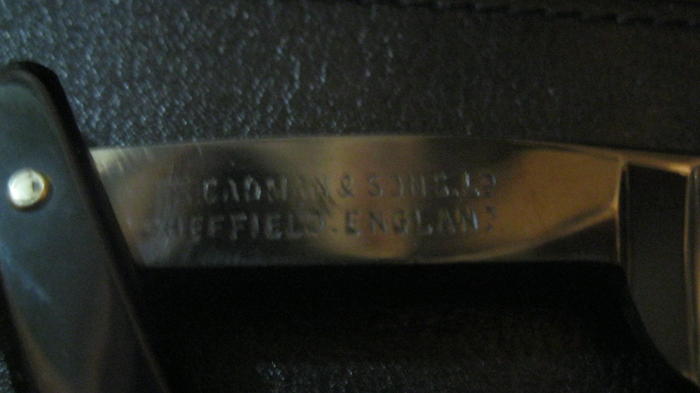 CADMAN & SONS LD
SHEFFIELD. ENGLAND